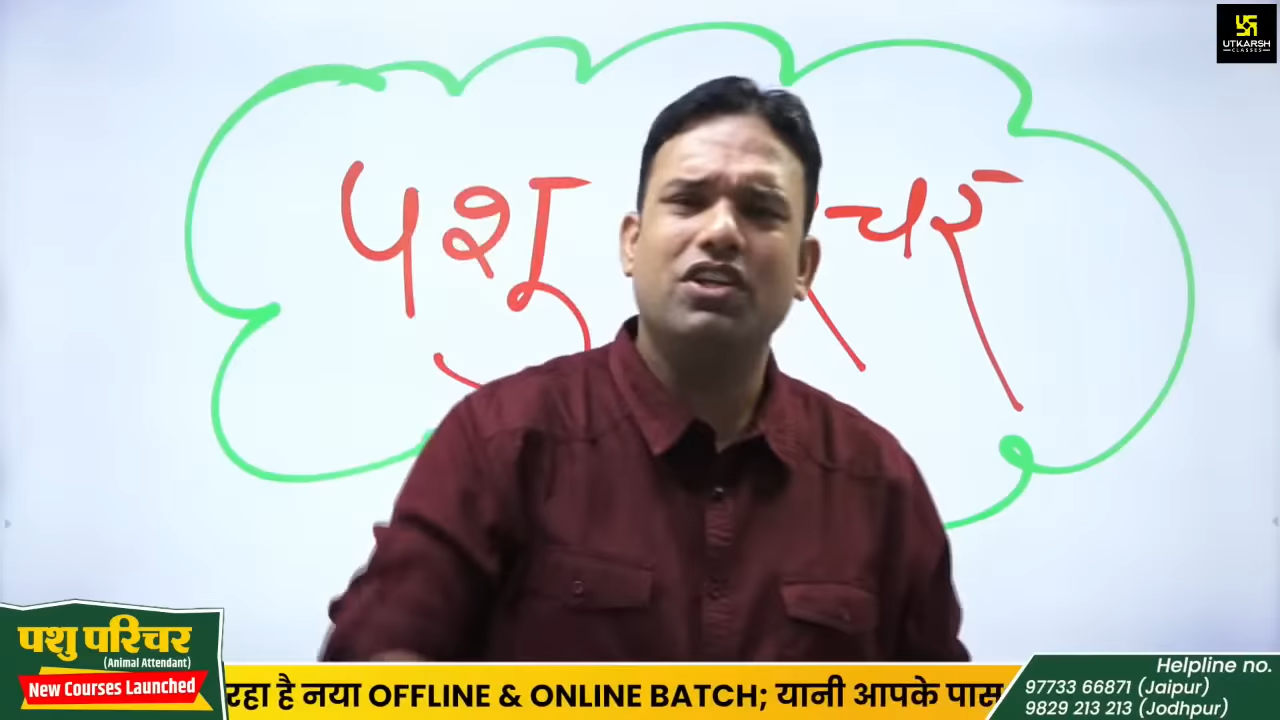 UTKARSH
CLASSES
पशु
चर
पशु परिचर
(Animal Attendant)
New Courses Launched
रहा है नया OFFLINE & ONLINE BATCH; यानी आपके पास
Helpline no.
97733 66871 (Jaipur)
9829 213 213 (Jodhpur)